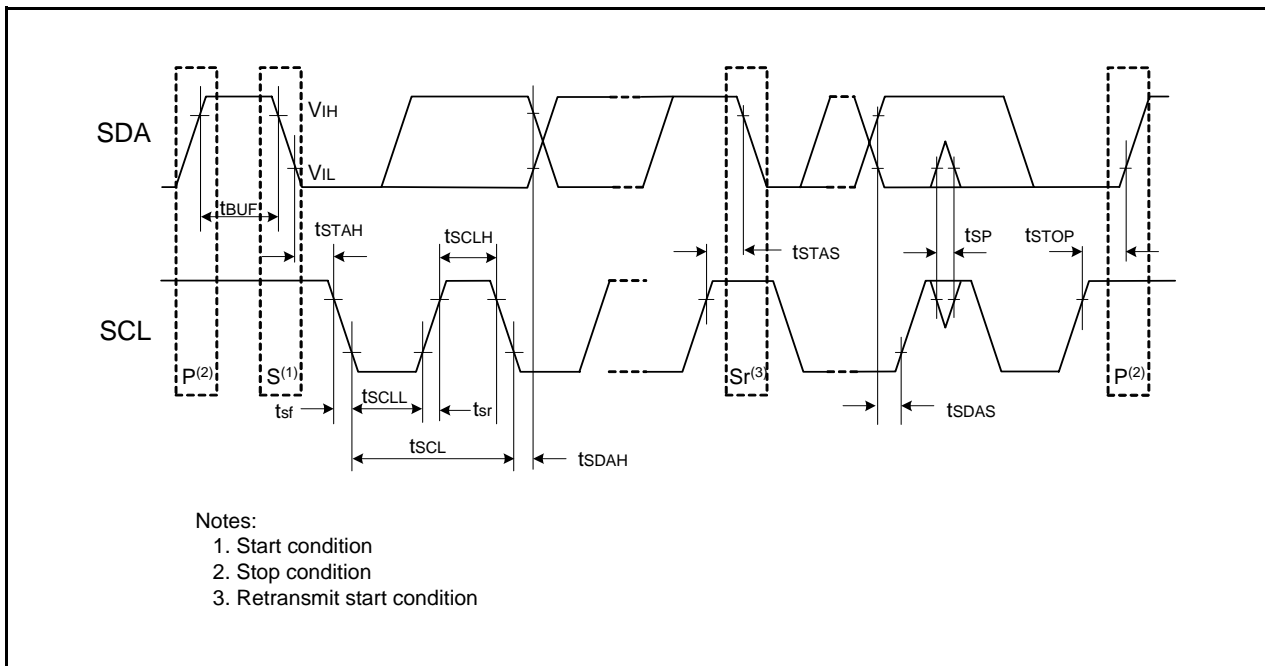 SDA
VIH
VIL
tBUF
tSTAH
tSCLH
tSTAS
tSP
tSTOP
SCL
P(2)
S(1)
Sr(3)
P(2)
tsf
tSCLL
tsr
tSDAS
tSCL
tSDAH
Notes:
1. Start condition
2. Stop condition
3. Retransmit start condition